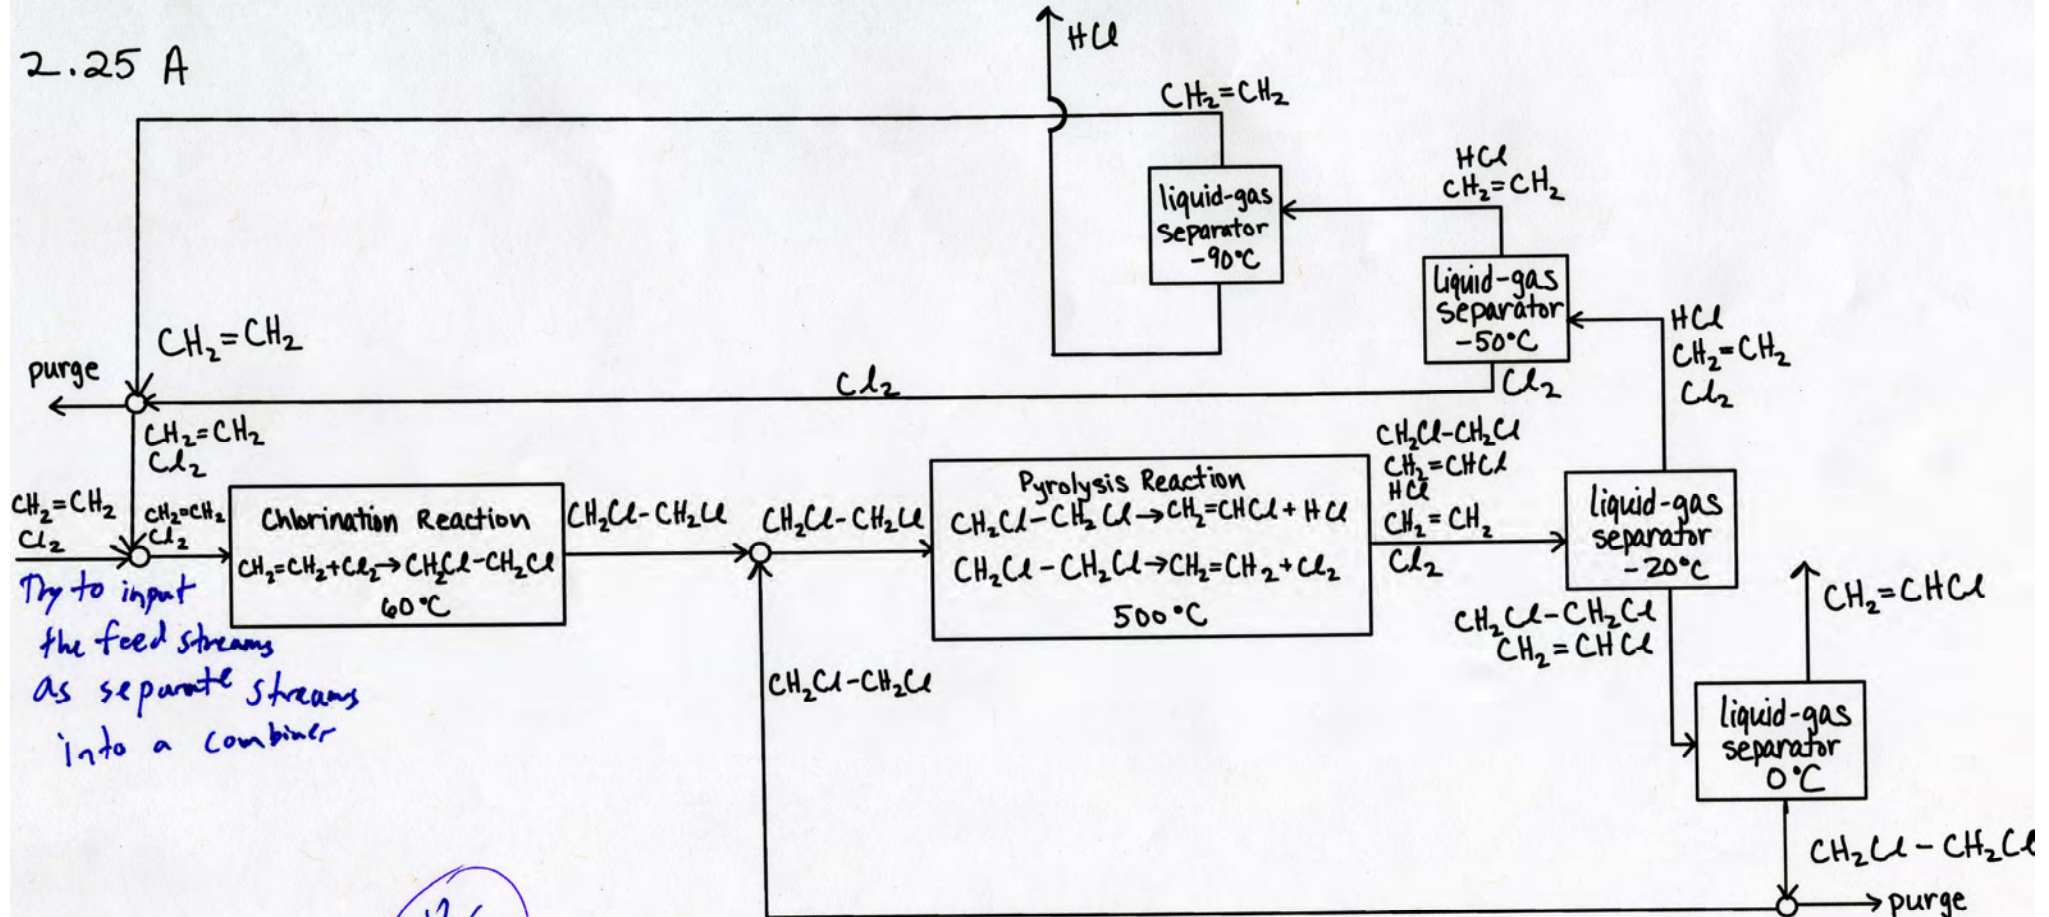 2.25 A
HCl
CH₂=CH₂
liquid-gas
separator
-90°C
HCl
CH₂=CH₂
liquid-gas
separator
-50°C
HCl
CH₂=CH₂
Cl₂
CH₂=CH₂
purge
Cl₂
Cl₂
CH₂=CH₂
Cl₂
CH₂=CH₂
Cl₂
CH₂=CH₂
Cl₂
Chlorination Reaction
CH₂=CH₂+Cl₂→CH₂Cl-CH₂Cl
60°C
CH₂Cl-CH₂Cl
CH₂Cl-CH₂Cl
Pyrolysis Reaction
CH₂Cl-CH₂Cl→CH₂=CHCl+HCl
CH₂Cl-CH₂Cl→CH₂=CH₂+Cl₂
500°C
CH₂Cl-CH₂Cl
CH₂=CHCl
HCl
CH₂=CH₂
Cl₂
liquid-gas
separator
-20°C
Try to input
the feed streams
as separate streams
into a combiner
CH₂Cl-CH₂Cl
CH₂=CHCl
CH₂=CHCl
CH₂Cl-CH₂Cl
liquid-gas
separator
0°C
CH₂Cl-CH₂Cl
purge